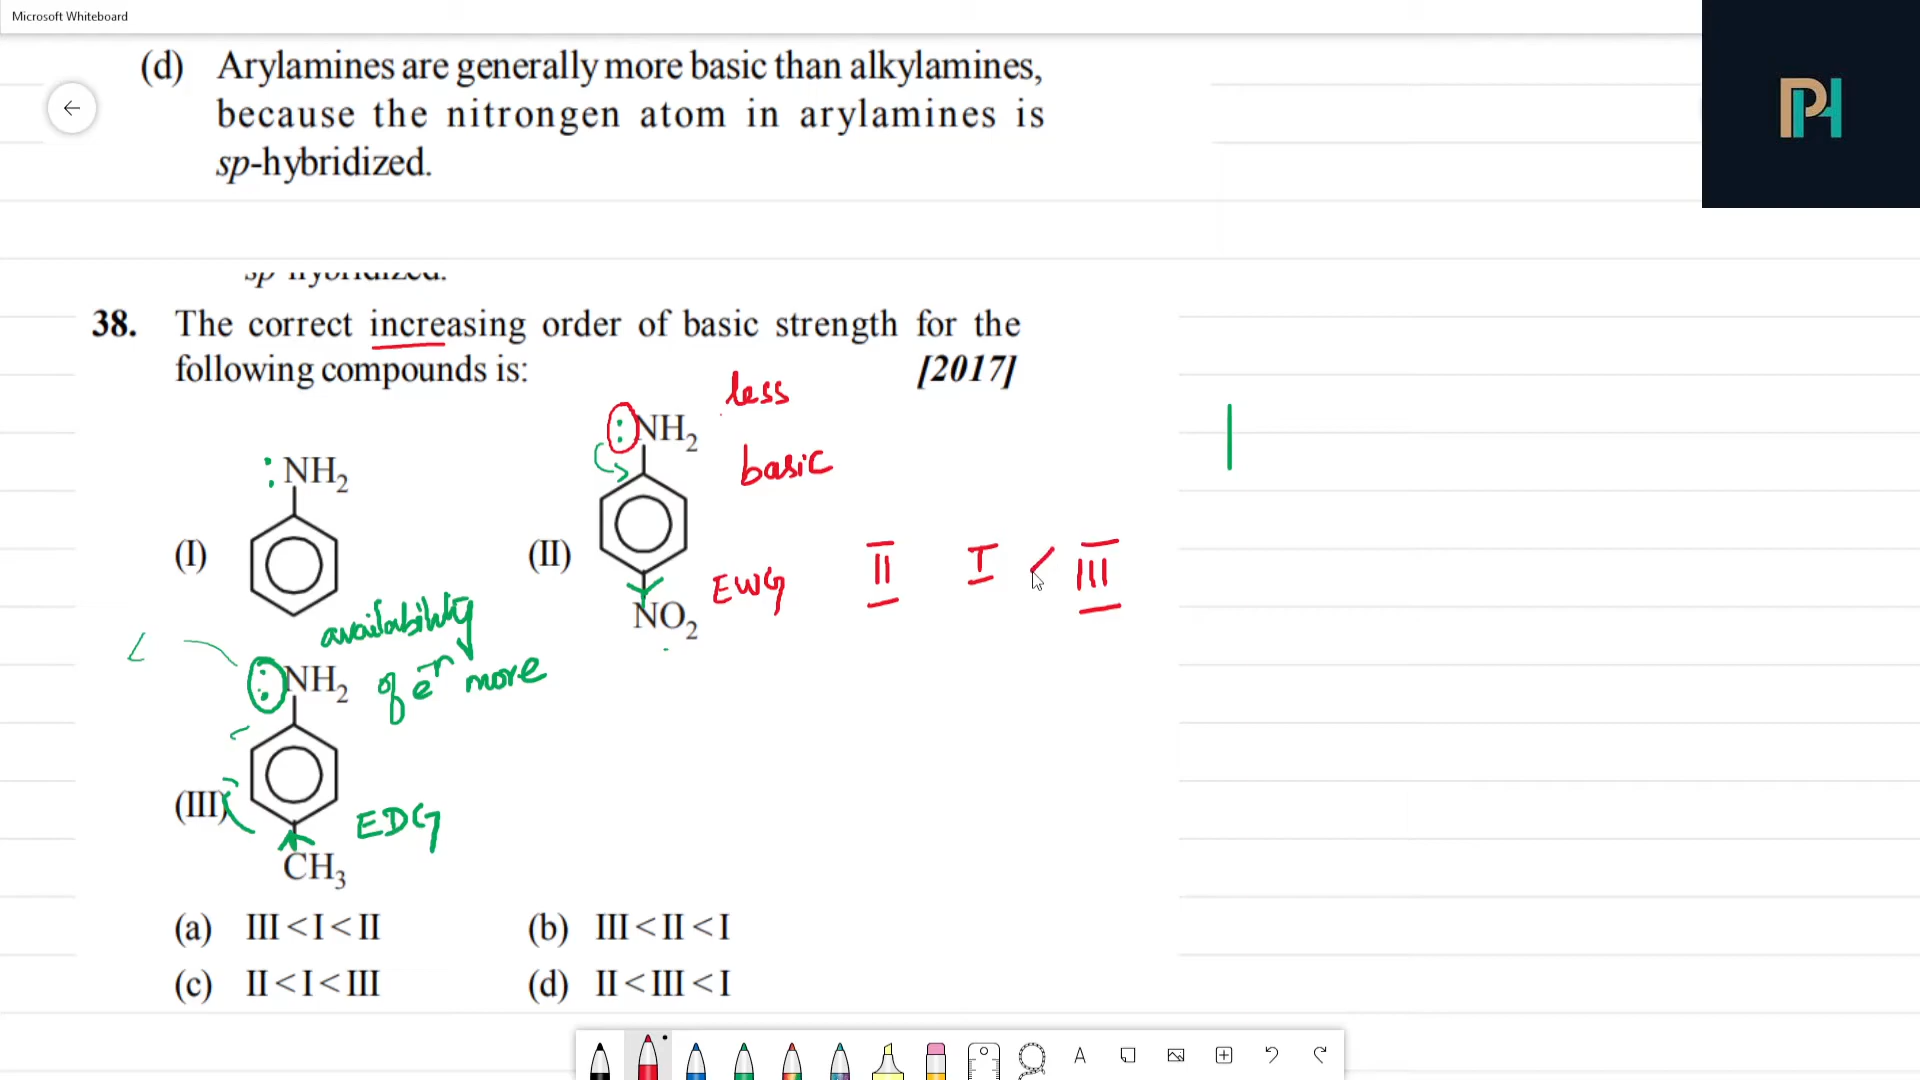 Microsoft Whiteboard
(d) Arylamines are generally more basic than alkylamines,
because the nitrongen atom in arylamines is
sp-hybridized.
38. The correct increasing order of basic strength for the
following compounds is: [2017]
less
:NH2
basic
:NH2
(I)
(II)
EWG
II I < III
NO2
availability
:NH2
of e⁻ more
(III)
EDG
CH3
(a) III < I < II
(b) III < II < I
(c) II < I < III
(d) II < III < I
A
PH